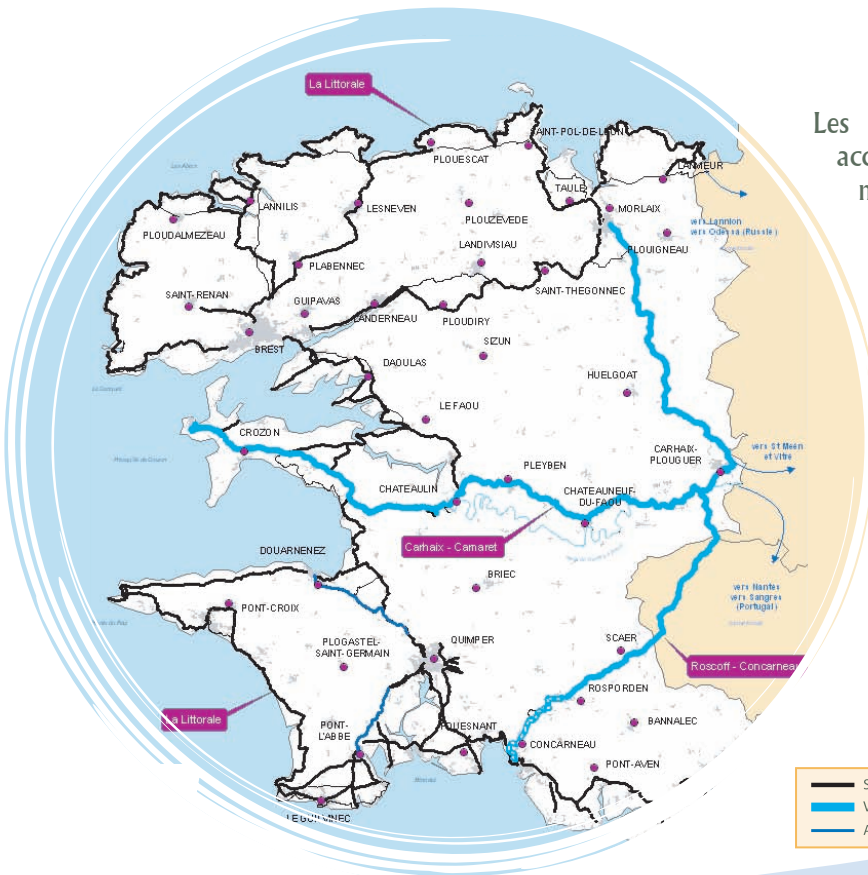 La Littorale
Les
acc
SAINT-POL-DE-LEON
PLOUESCAT
LANMEUR
TAULE
MORLAIX
LANNILIS
LESNEVEN
PLOUZEVEDE
vers Lannion
vers Odessa (Russie)
PLOUDALMEZEAU
LANDIVSIAU
PLOUIGNEAU
PLABENNEC
SAINT-THEGONNEC
SAINT-RENAN
GUIPAVAS
LANDERNEAU
PLOUDIRY
BREST
SIZUN
DAOULAS
HUELGOAT
LE FAOU
CROZON
CARHAIX-
PLOUGUER
vers St Méen
et Vitré
PLEYBEN
CHATEAULIN
CHATEAUNEUF-
DU-FAOU
Carhaix - Camaret
DOUARNENEZ
BRIEC
vers Nantes
vers Sangres
(Portugal)
PONT-CROIX
QUIMPER
SCAER
PLOGASTEL-
SAINT-GERMAIN
Roscoff - Concarneau
ROSPORDEN
La Littorale
PONT-
L'ABBE
FOUESNANT
BANNALEC
CONCARNEAU
PONT-AVEN
LE GUILVINEC
S
V
A